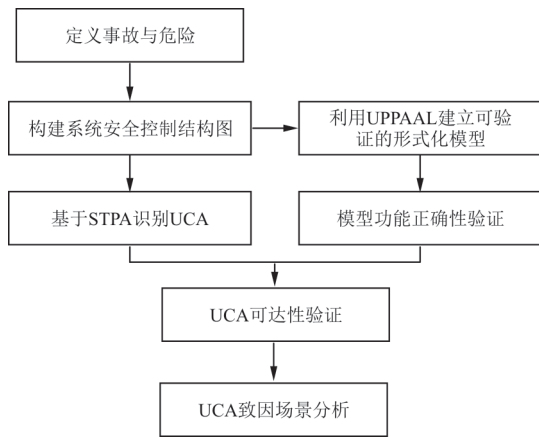 定义事故与危险
构建系统安全控制结构图
利用UPPAAL建立可验
证的形式化模型
基于STPA识别UCA
模型功能正确性验证
UCA可达性验证
UCA致因场景分析